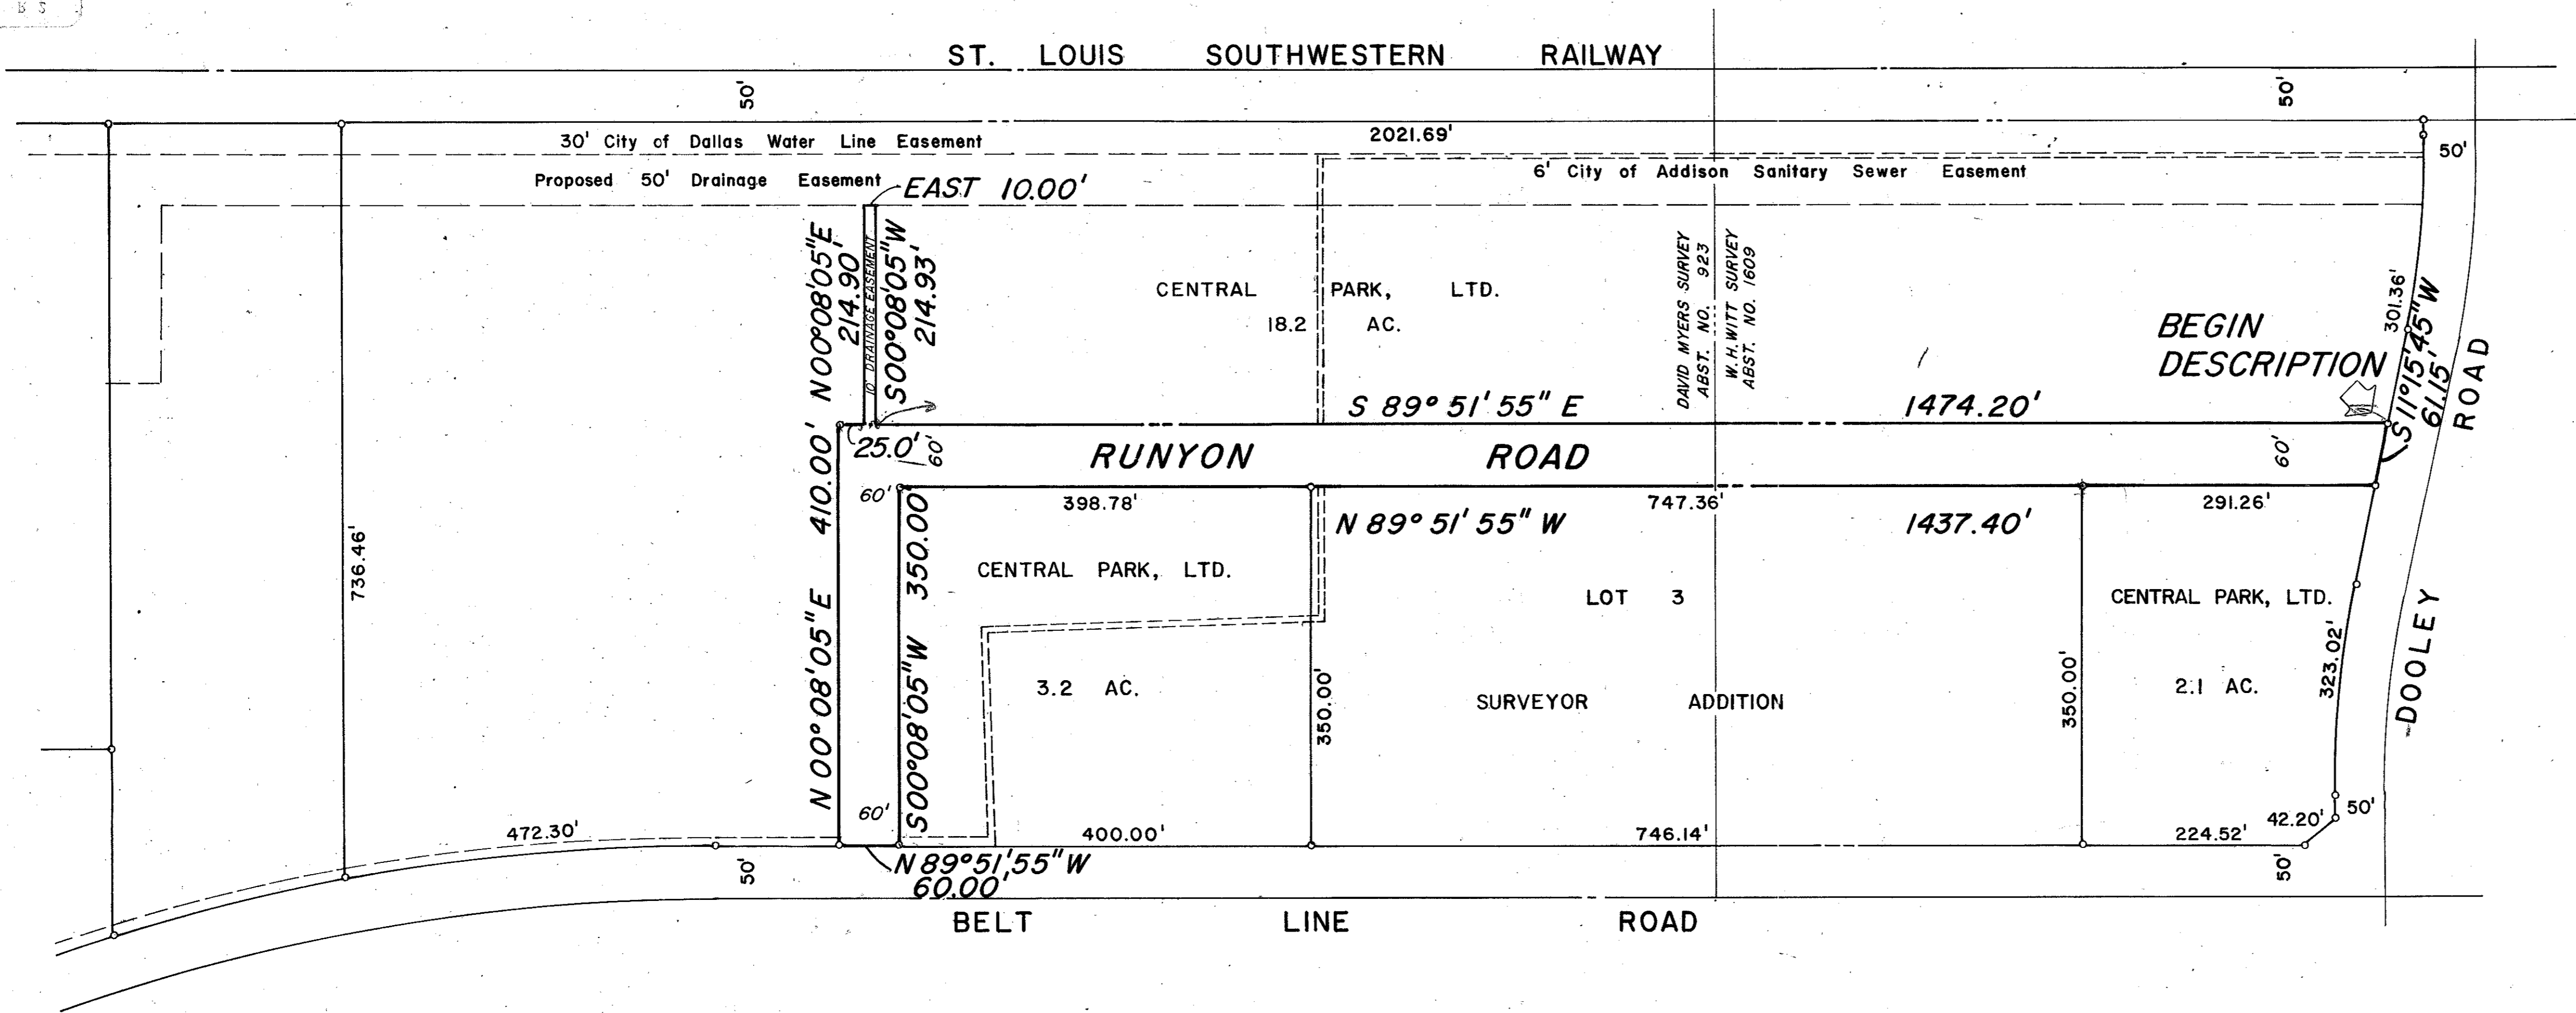 ST. LOUIS SOUTHWESTERN RAILWAY
50'
50'
30' City of Dallas Water Line Easement
2021.69'
50'
Proposed 50' Drainage Easement
6' City of Addison Sanitary Sewer Easement
EAST 10.00'
N00°08'05"E
214.90'
10' DRAINAGE EASEMENT
S00°08'05"W
214.93'
CENTRAL PARK, LTD.
18.2 AC.
DAVID MYERS SURVEY
ABST. NO. 923
W.H. WITT SURVEY
ABST. NO. 1609
BEGIN
DESCRIPTION
301.36'
S11°15'45"W
61.15'
S 89° 51' 55" E
1474.20'
25.0'
60'
RUNYON ROAD
60'
60'
398.78'
747.36'
291.26'
N 89° 51' 55" W
1437.40'
736.46'
N 00°08'05"E 410.00'
S00°08'05"W 350.00'
CENTRAL PARK, LTD.
3.2 AC.
LOT 3
SURVEYOR ADDITION
CENTRAL PARK, LTD.
2.1 AC.
350.00'
350.00'
323.02'
DOOLEY ROAD
60'
472.30'
400.00'
746.14'
224.52'
42.20'
50'
50'
50'
N 89°51'55" W
60.00'
BELT LINE ROAD